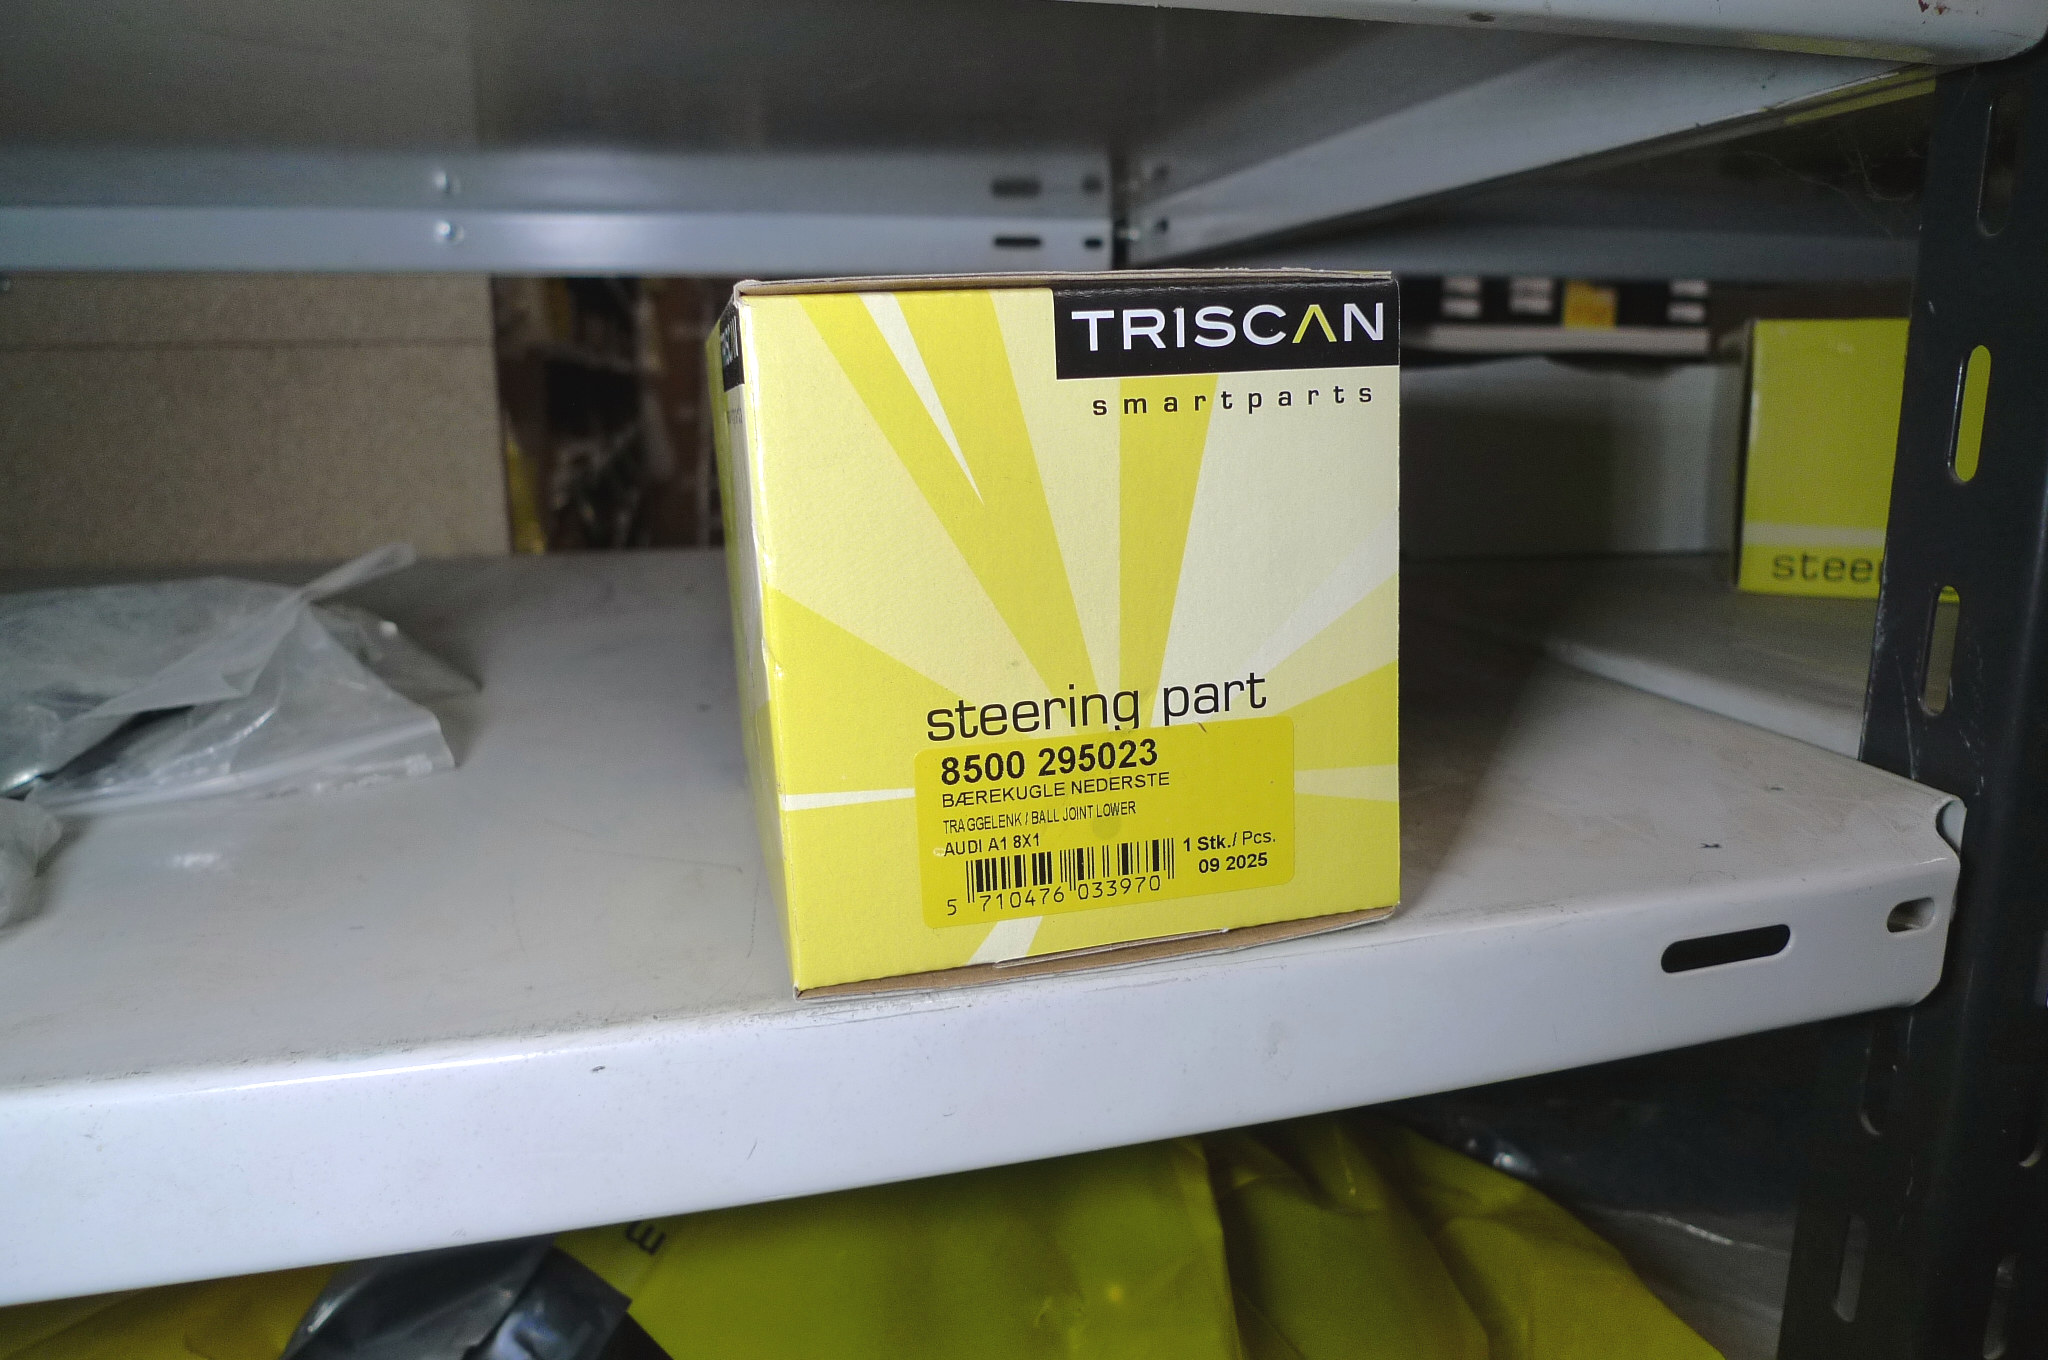 TRISCAN
smartparts
steering part
8500 295023
BÆREKUGLE NEDERSTE
TRAGGELENK / BALL JOINT LOWER
AUDI A1 8X1
1 Stk./ Pcs.
09 2025
5 710476 033970
stee